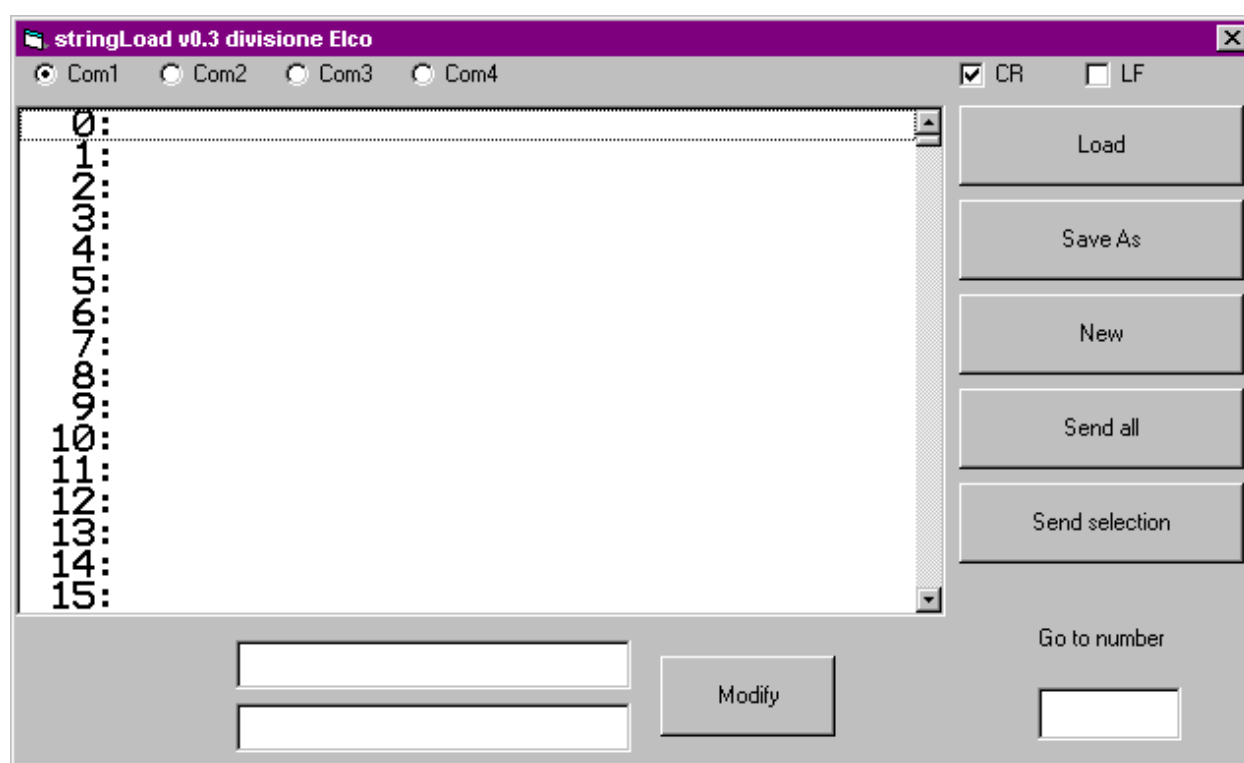 stringLoad v0.3 divisione Elco
Com1 Com2 Com3 Com4 CR LF
0:
1:
2:
3:
4:
5:
6:
7:
8:
9:
10:
11:
12:
13:
14:
15:
Load
Save As
New
Send all
Send selection
Go to number
Modify